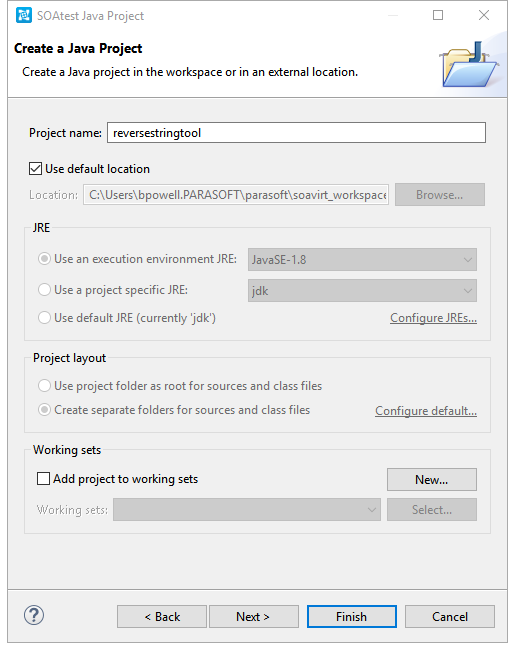 SOAtest Java Project
Create a Java Project
Create a Java project in the workspace or in an external location.
Project name: reversestringtool
Use default location
Location: C:\Users\bpowell.PARASOFT\parasoft\soavirt_workspace Browse...
JRE
Use an execution environment JRE: JavaSE-1.8
Use a project specific JRE: jdk
Use default JRE (currently 'jdk') Configure JREs...
Project layout
Use project folder as root for sources and class files
Create separate folders for sources and class files Configure default...
Working sets
Add project to working sets New...
Working sets: Select...
? < Back Next > Finish Cancel